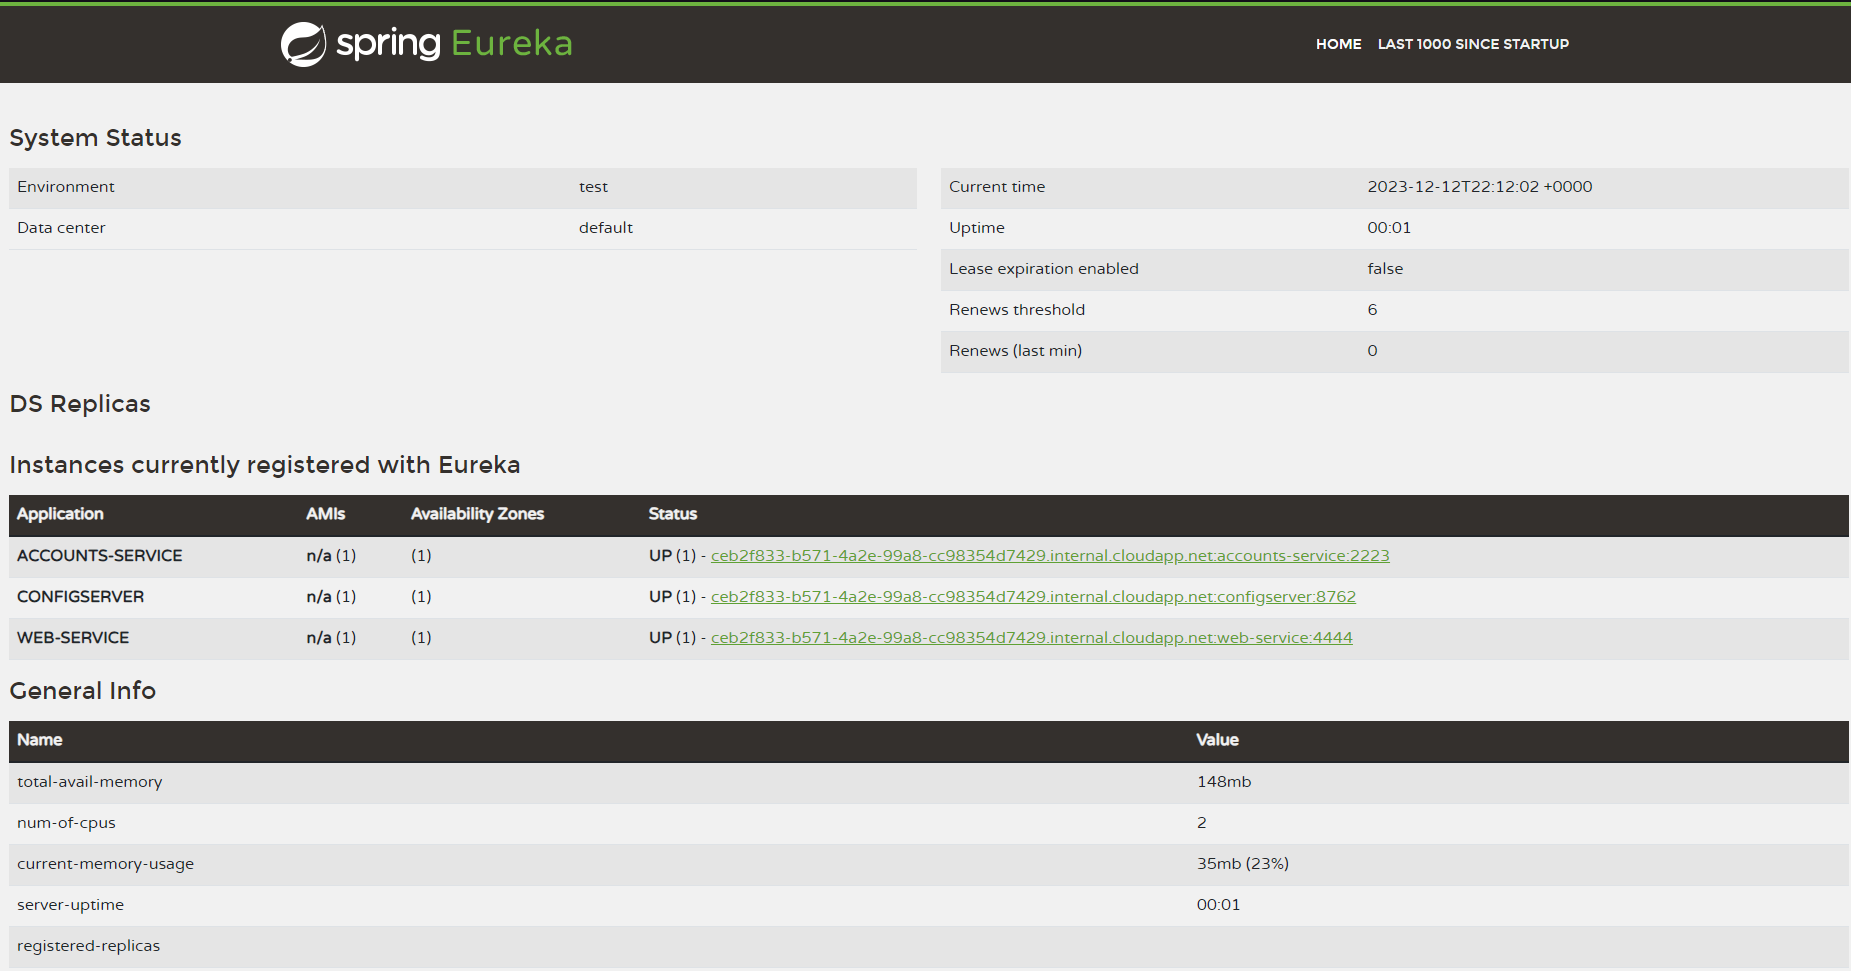 spring Eureka
HOME LAST 1000 SINCE STARTUP
System Status
Environment test
Data center default
Current time 2023-12-12T22:12:02 +0000
Uptime 00:01
Lease expiration enabled false
Renews threshold 6
Renews (last min) 0
DS Replicas
Instances currently registered with Eureka
Application AMIs Availability Zones Status
ACCOUNTS-SERVICE n/a (1) (1) UP (1) - ceb2f833-b571-4a2e-99a8-cc98354d7429.internal.cloudapp.net:accounts-service:2223
CONFIGSERVER n/a (1) (1) UP (1) - ceb2f833-b571-4a2e-99a8-cc98354d7429.internal.cloudapp.net:configserver:8762
WEB-SERVICE n/a (1) (1) UP (1) - ceb2f833-b571-4a2e-99a8-cc98354d7429.internal.cloudapp.net:web-service:4444
General Info
Name Value
total-avail-memory 148mb
num-of-cpus 2
current-memory-usage 35mb (23%)
server-uptime 00:01
registered-replicas